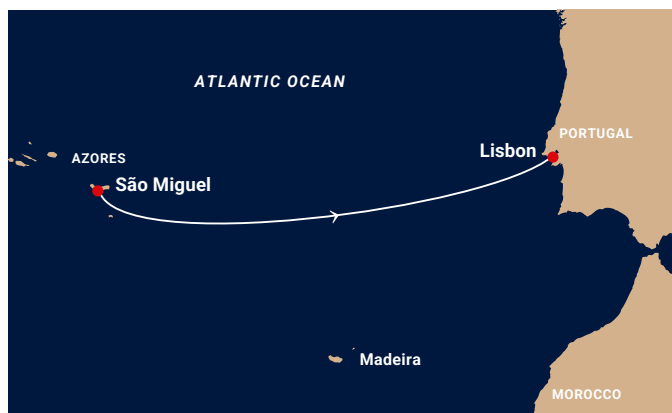 ATLANTIC OCEAN
PORTUGAL
Lisbon
AZORES
São Miguel
Madeira
MOROCCO